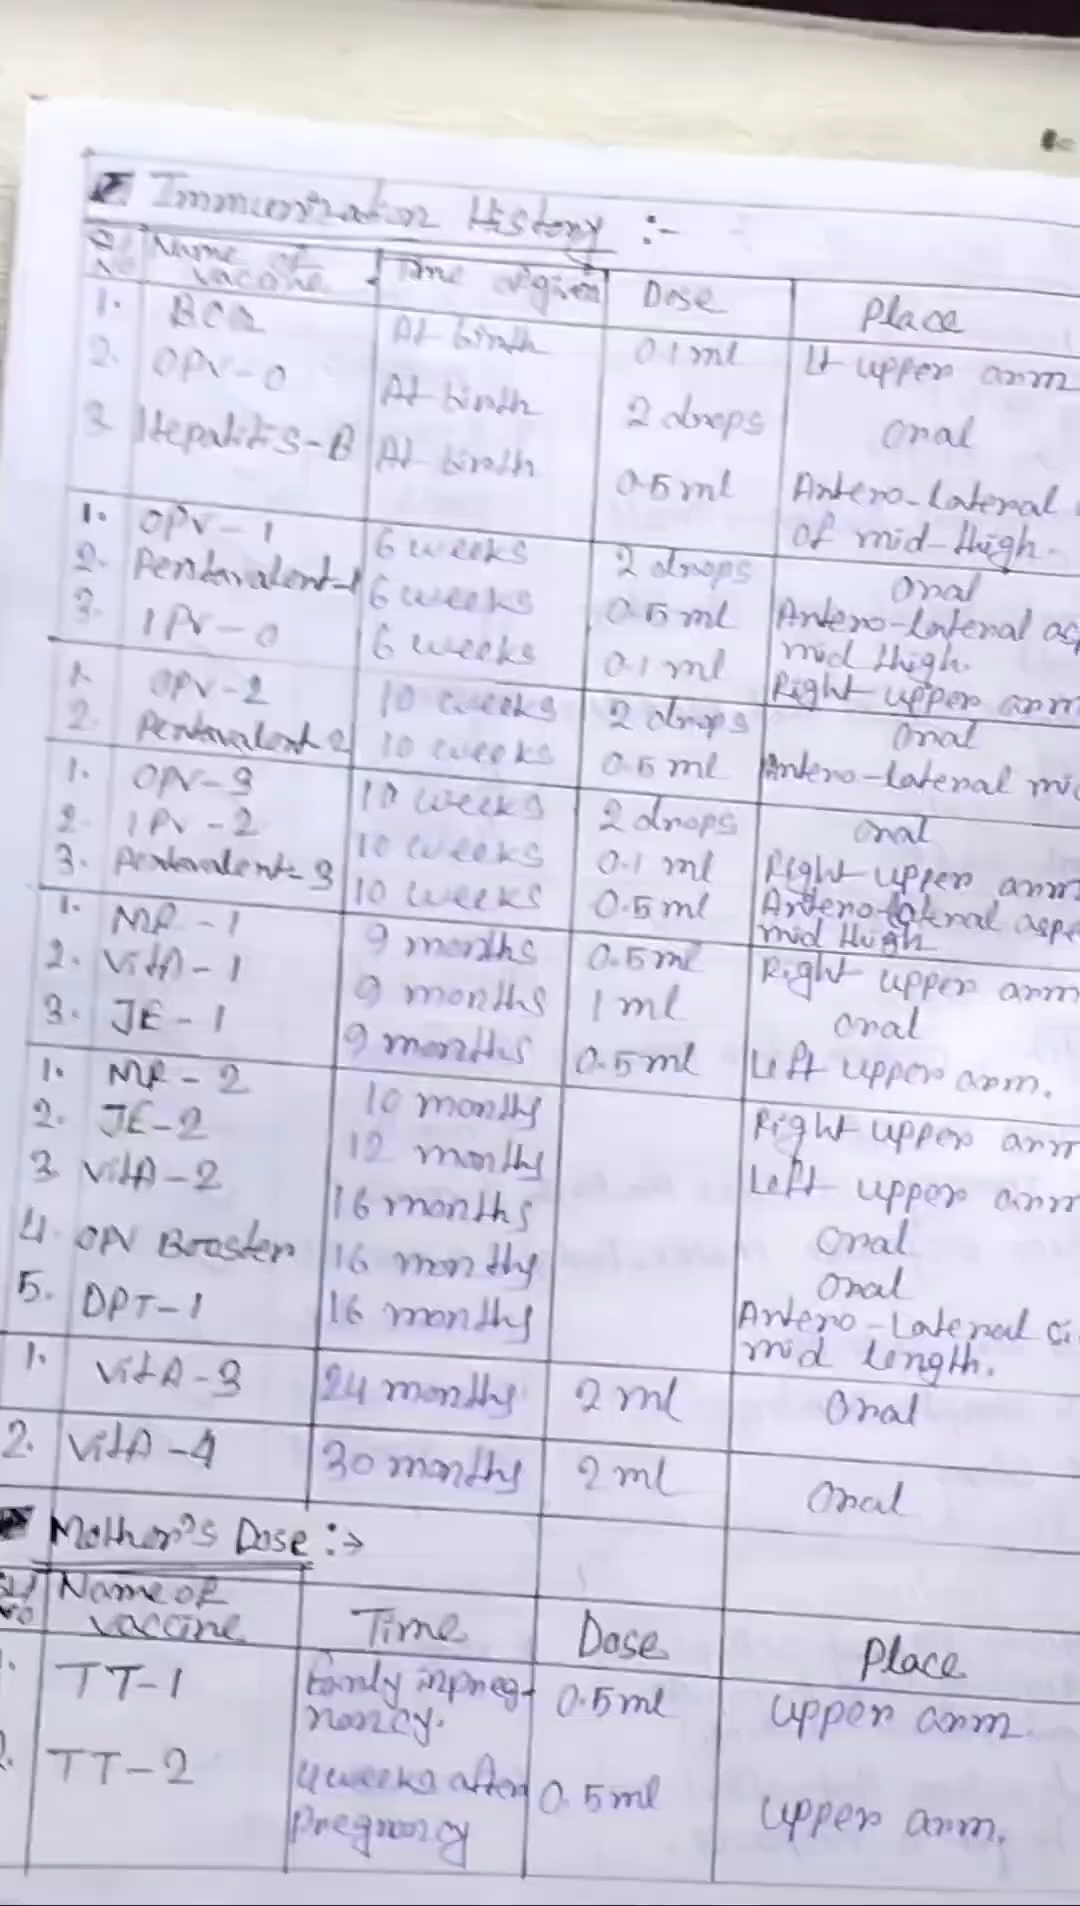 Immunization History :-
Sl No Name of vaccine Time of given Dose Place
1. BCG At birth 0.1 ml Lt upper arm
2. OPV-0 At birth 2 drops oral
3. Hepatitis-B At birth 0.5 ml Antero-lateral
of mid-thigh.
1. OPV-1 6 weeks 2 drops oral
2. Pentavalent-1 6 weeks 0.5 ml Antero-lateral asp
mid thigh.
3. IPV-0 6 weeks 0.1 ml Right upper arm
1. OPV-2 10 weeks 2 drops oral
2. Pentavalent-2 10 weeks 0.5 ml Antero-lateral mid
1. OPV-3 10 weeks 2 drops oral
2. IPV-2 10 weeks 0.1 ml Right upper arm
3. Pentavalent-3 10 weeks 0.5 ml Antero-lateral aspe
mid thigh
1. MR-1 9 months 0.5 ml Right upper arm
2. VitA-1 9 months 1 ml oral
3. JE-1 9 months 0.5 ml Left upper arm.
1. MR-2 10 months Right upper arm
2. JE-2 12 months Left upper arm
3. VitA-2 16 months oral
4. OPV Booster 16 months oral
5. DPT-1 16 months Antero-Lateral
mid length.
1. VitA-3 24 months 2 ml oral
2. VitA-4 30 months 2 ml oral
Mother's Dose :->
Name of vaccine Time Dose Place
1. TT-1 Early in preg-
nancy. 0.5 ml upper arm
2. TT-2 4 weeks after
pregnancy 0.5 ml upper arm.